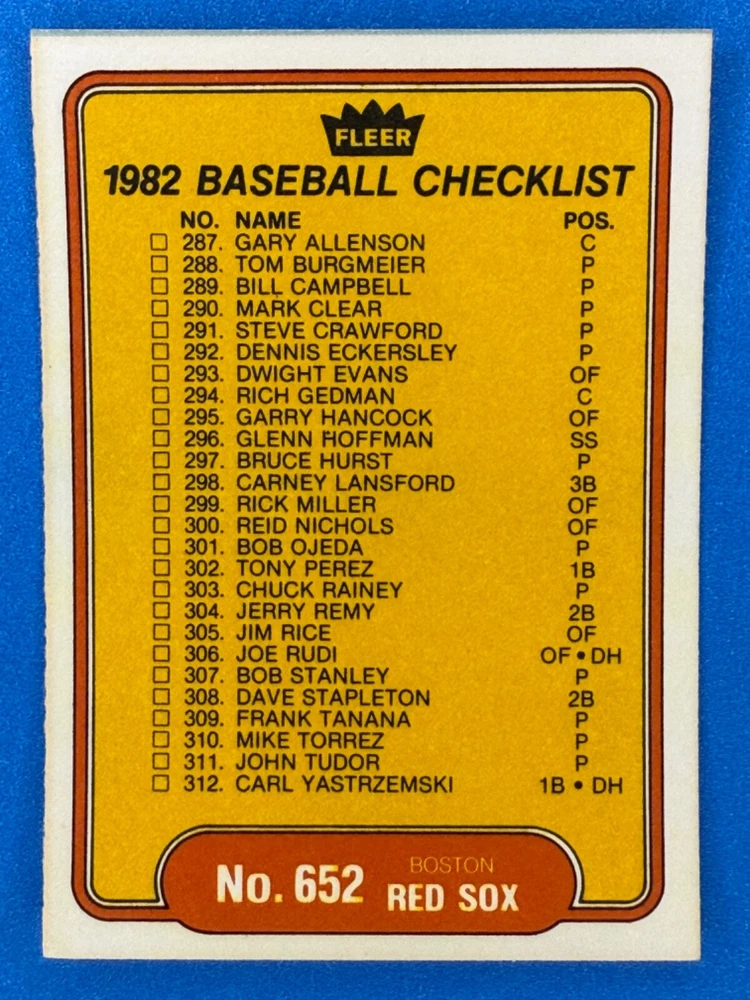 FLEER
1982 BASEBALL CHECKLIST
NO. NAME POS.
287. GARY ALLENSON C
288. TOM BURGMEIER P
289. BILL CAMPBELL P
290. MARK CLEAR P
291. STEVE CRAWFORD P
292. DENNIS ECKERSLEY P
293. DWIGHT EVANS OF
294. RICH GEDMAN C
295. GARRY HANCOCK OF
296. GLENN HOFFMAN SS
297. BRUCE HURST P
298. CARNEY LANSFORD 3B
299. RICK MILLER OF
300. REID NICHOLS OF
301. BOB OJEDA P
302. TONY PEREZ 1B
303. CHUCK RAINEY P
304. JERRY REMY 2B
305. JIM RICE OF
306. JOE RUDI OF • DH
307. BOB STANLEY P
308. DAVE STAPLETON 2B
309. FRANK TANANA P
310. MIKE TORREZ P
311. JOHN TUDOR P
312. CARL YASTRZEMSKI 1B • DH
No. 652 BOSTON
RED SOX